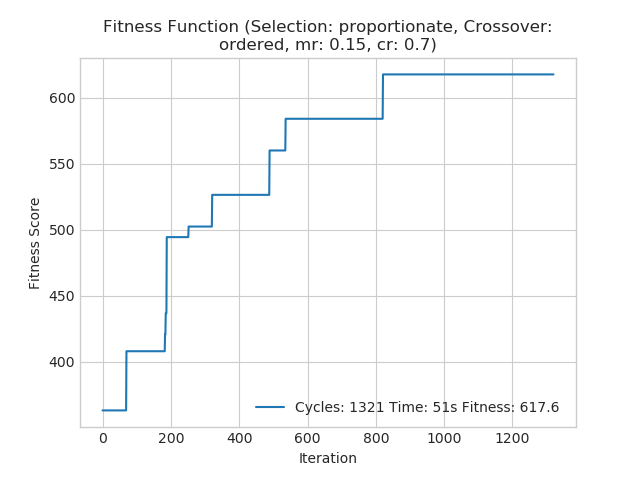 Fitness Function (Selection: proportionate, Crossover:
ordered, mr: 0.15, cr: 0.7)
600
550
500
450
400
Fitness Score
Cycles: 1321 Time: 51s Fitness: 617.6
0 200 400 600 800 1000 1200
Iteration